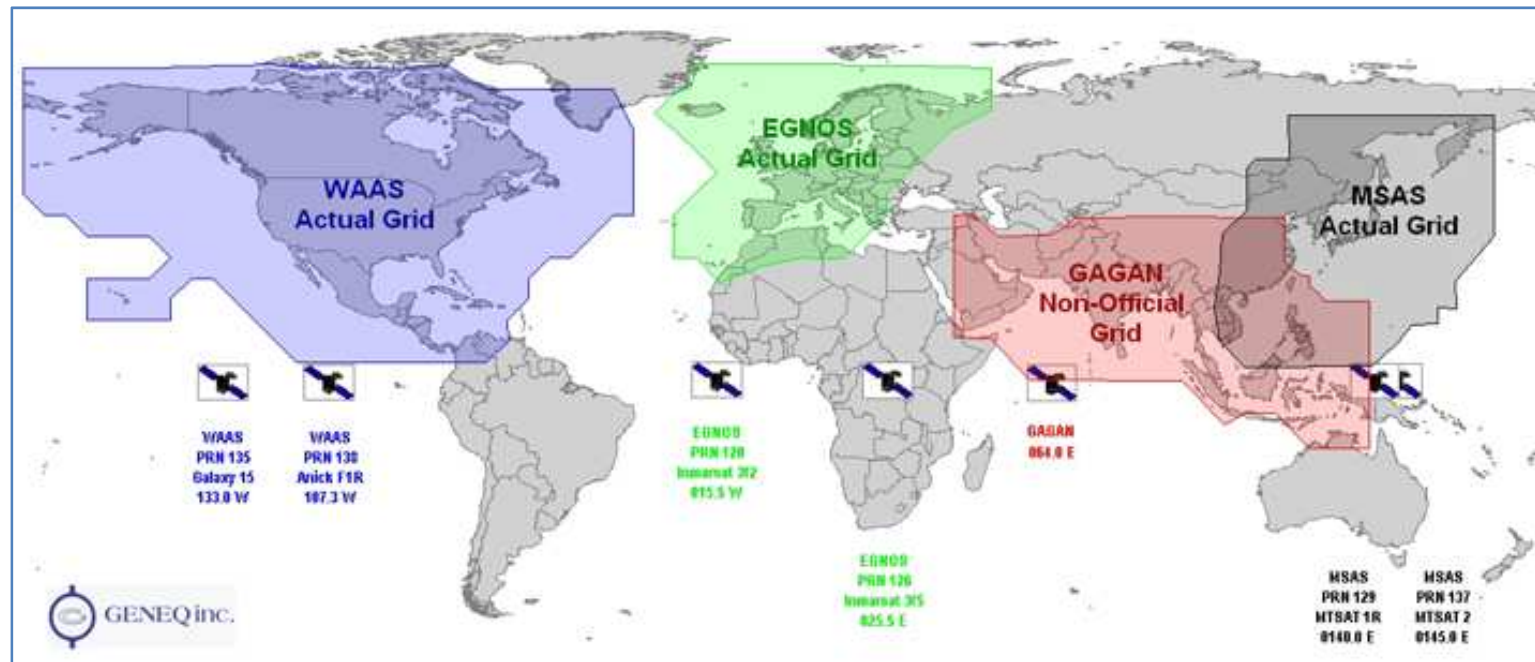 WAAS
Actual Grid
EGNOS
Actual Grid
GAGAN
Non-Official
Grid
MSAS
Actual Grid
WAAS
PRN 135
Galaxy 15
133.0 W
WAAS
PRN 138
Anick F1R
107.3 W
EGNOS
PRN 120
Inmarsat 3f2
015.5 W
EGNOS
PRN 126
Inmarsat 3f5
025.5 E
GAGAN
064.0 E
MSAS
PRN 129
MTSAT 1R
0140.0 E
MSAS
PRN 137
MTSAT 2
0145.0 E
GENEQ inc.